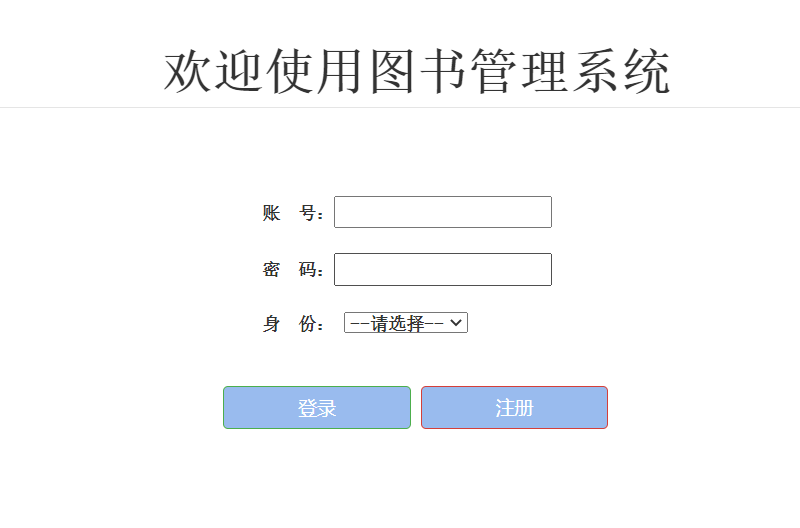 欢迎使用图书管理系统
账 号：
密 码：
身 份： --请选择--
登录 注册